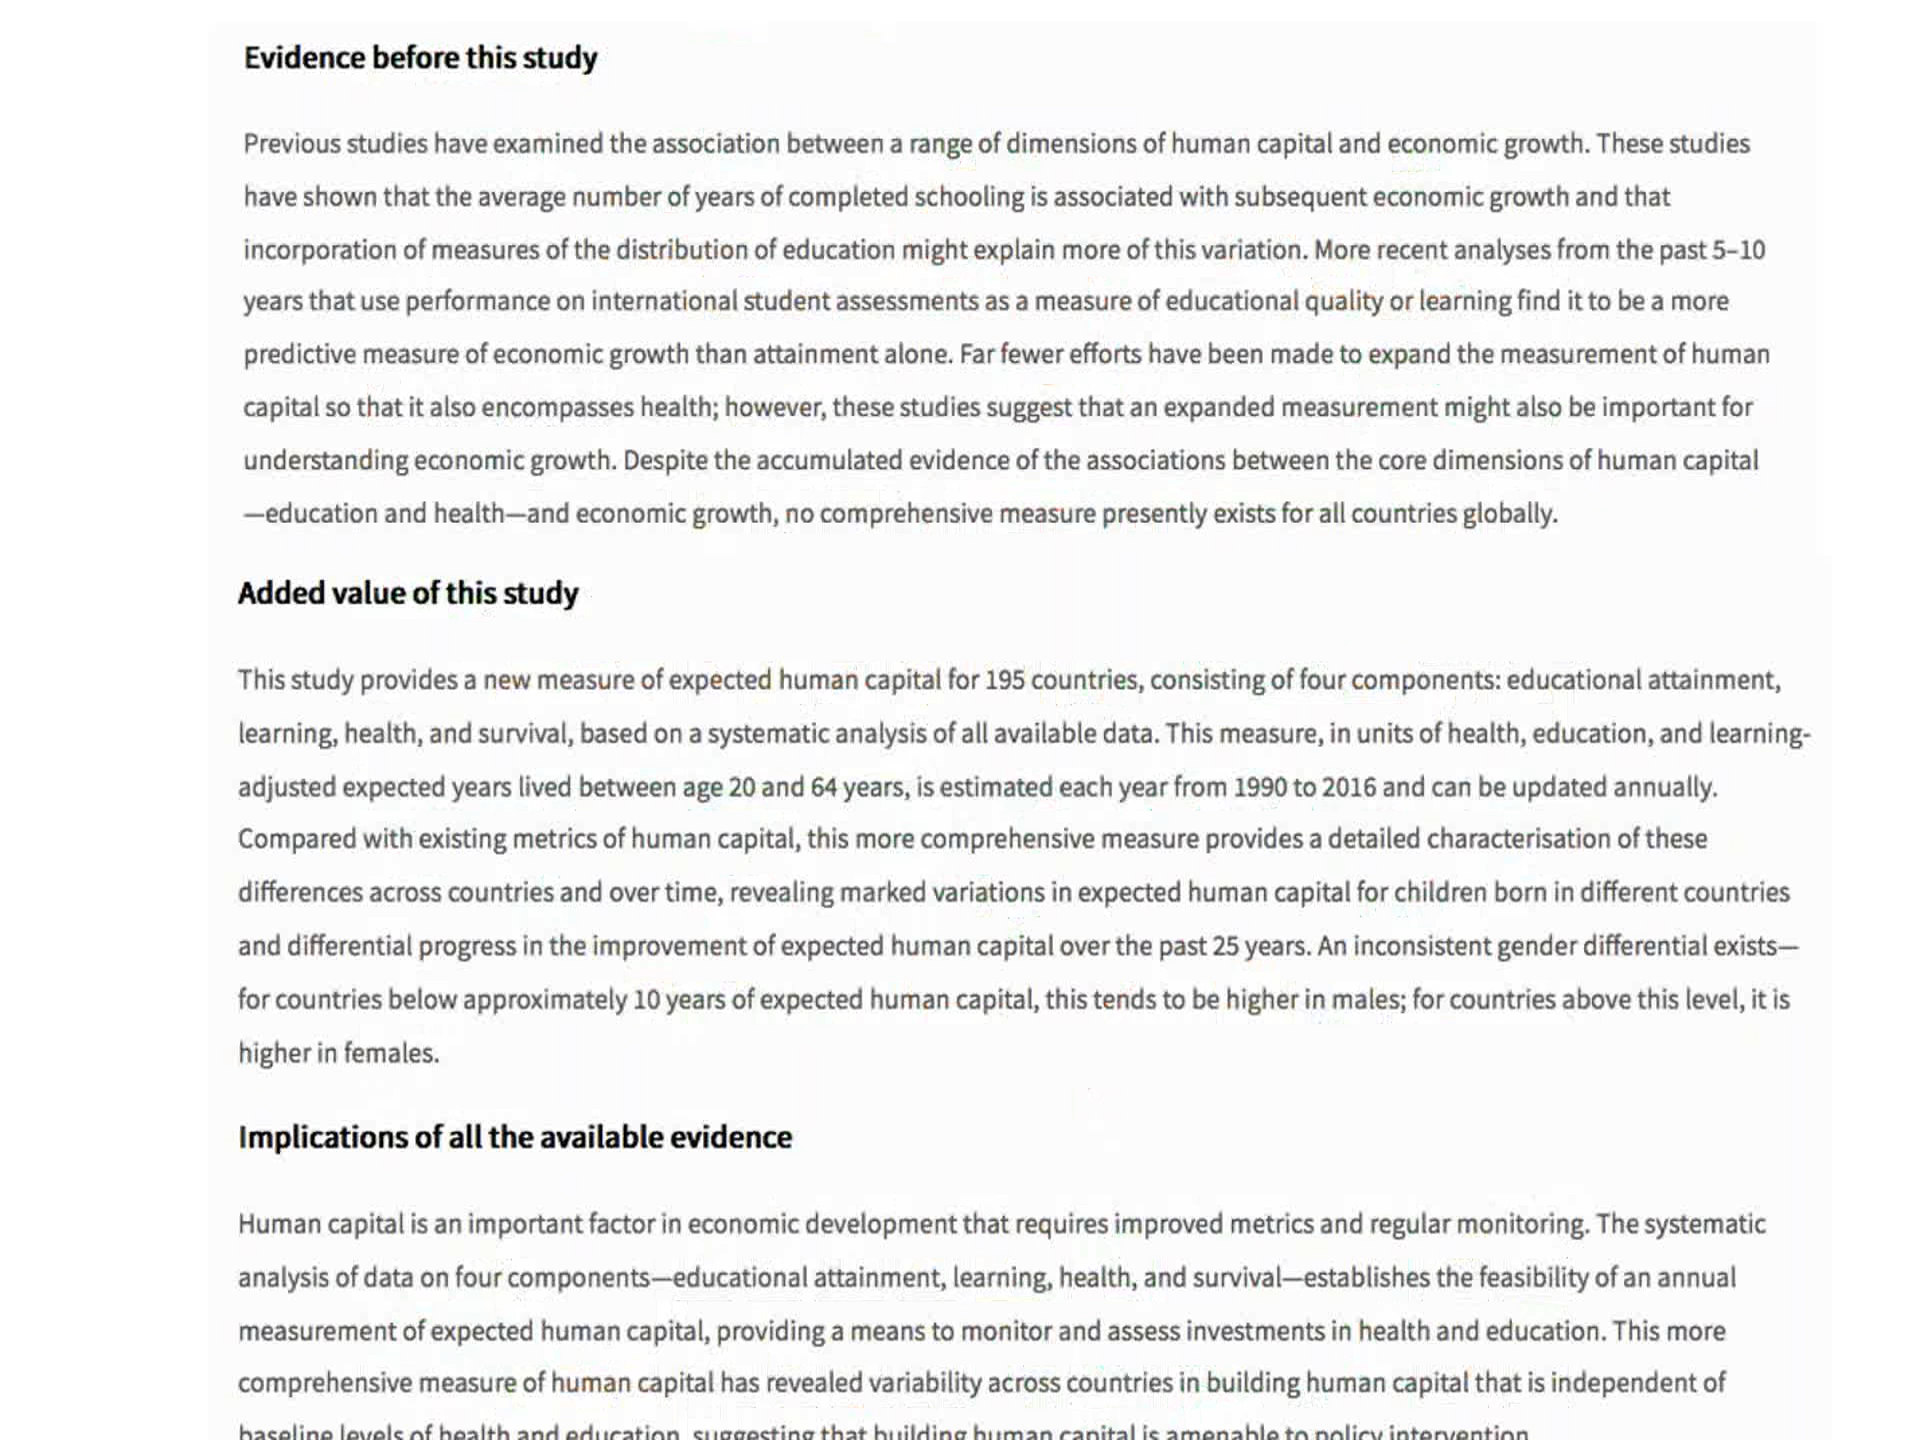 Evidence before this study
Previous studies have examined the association between a range of dimensions of human capital and economic growth. These studies
have shown that the average number of years of completed schooling is associated with subsequent economic growth and that
incorporation of measures of the distribution of education might explain more of this variation. More recent analyses from the past 5–10
years that use performance on international student assessments as a measure of educational quality or learning find it to be a more
predictive measure of economic growth than attainment alone. Far fewer efforts have been made to expand the measurement of human
capital so that it also encompasses health; however, these studies suggest that an expanded measurement might also be important for
understanding economic growth. Despite the accumulated evidence of the associations between the core dimensions of human capital
—education and health—and economic growth, no comprehensive measure presently exists for all countries globally.
Added value of this study
This study provides a new measure of expected human capital for 195 countries, consisting of four components: educational attainment,
learning, health, and survival, based on a systematic analysis of all available data. This measure, in units of health, education, and learning-
adjusted expected years lived between age 20 and 64 years, is estimated each year from 1990 to 2016 and can be updated annually.
Compared with existing metrics of human capital, this more comprehensive measure provides a detailed characterisation of these
differences across countries and over time, revealing marked variations in expected human capital for children born in different countries
and differential progress in the improvement of expected human capital over the past 25 years. An inconsistent gender differential exists—
for countries below approximately 10 years of expected human capital, this tends to be higher in males; for countries above this level, it is
higher in females.
Implications of all the available evidence
Human capital is an important factor in economic development that requires improved metrics and regular monitoring. The systematic
analysis of data on four components—educational attainment, learning, health, and survival—establishes the feasibility of an annual
measurement of expected human capital, providing a means to monitor and assess investments in health and education. This more
comprehensive measure of human capital has revealed variability across countries in building human capital that is independent of
baseline levels of health and education, suggesting that building human capital is amenable to policy intervention